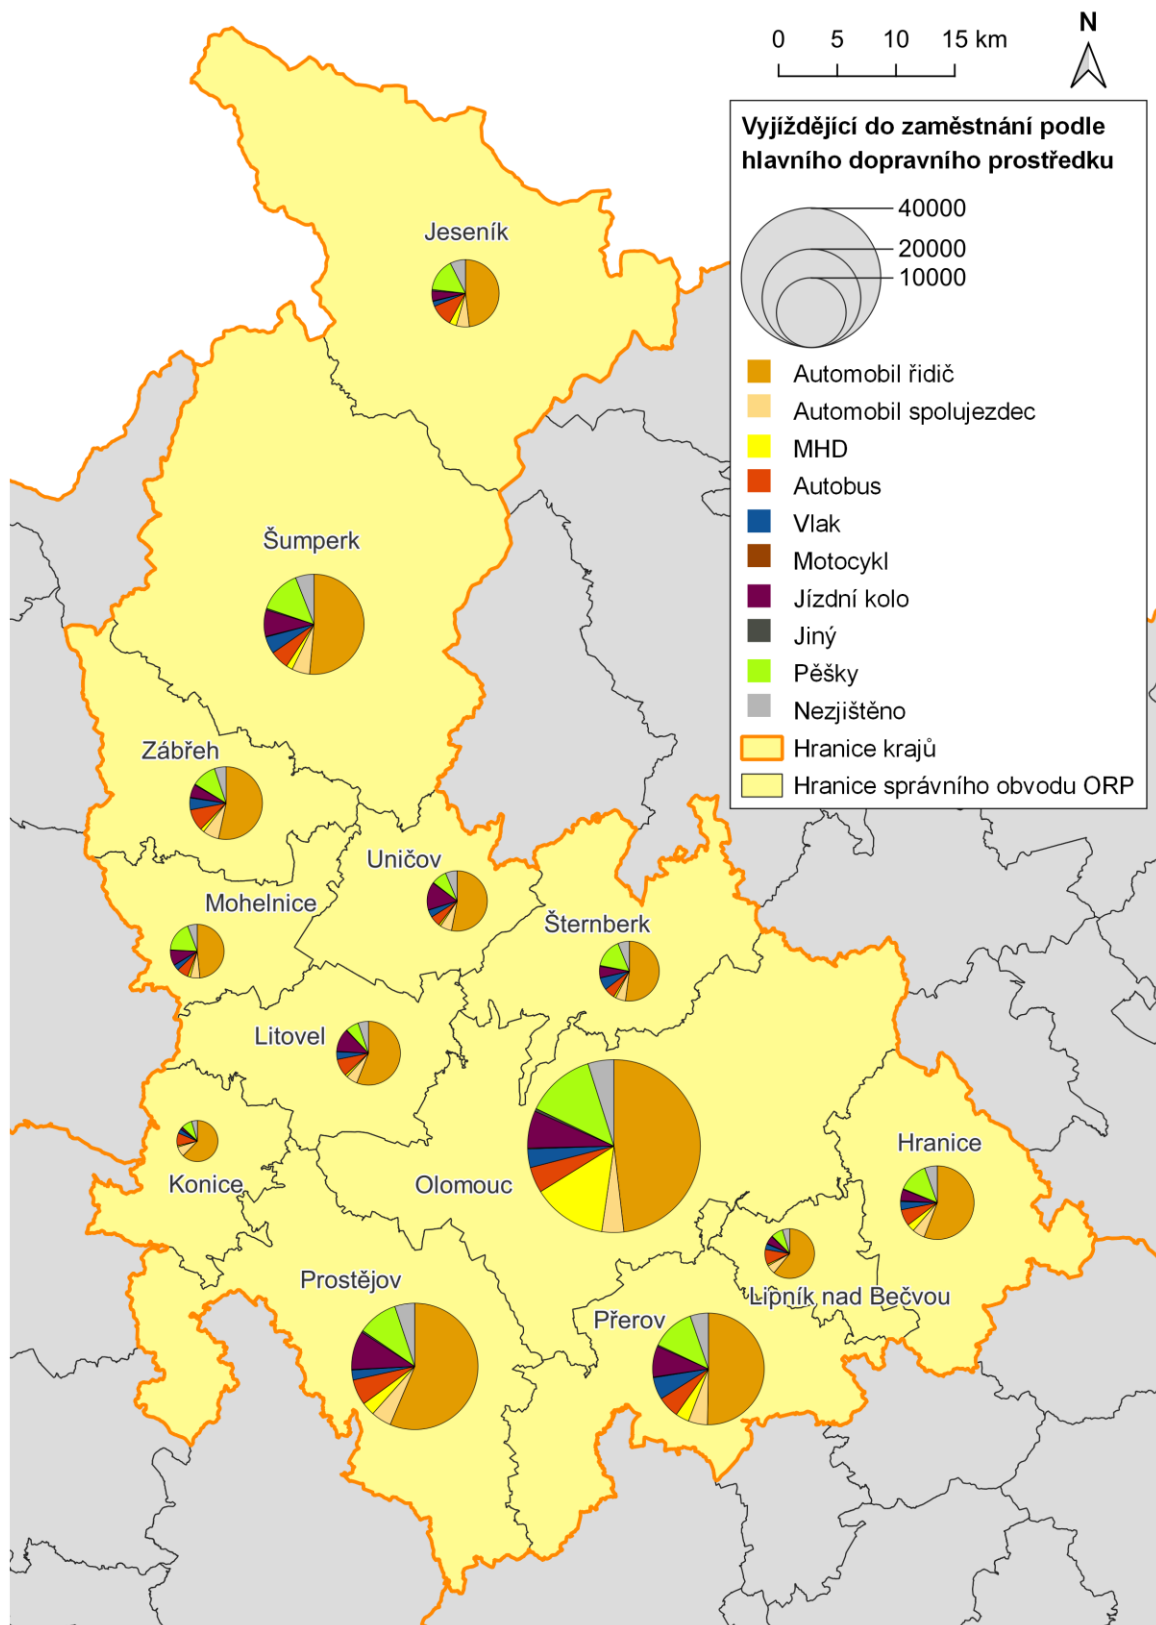 0 5 10 15 km
N
Vyjíždějící do zaměstnání podle
hlavního dopravního prostředku
40000
20000
10000
Automobil řidič
Automobil spolujezdec
MHD
Autobus
Vlak
Motocykl
Jízdní kolo
Jiný
Pěšky
Nezjištěno
Hranice krajů
Hranice správního obvodu ORP
Jeseník
Šumperk
Zábřeh
Uničov
Mohelnice
Šternberk
Litovel
Hranice
Konice
Olomouc
Prostějov
Lipník nad Bečvou
Přerov